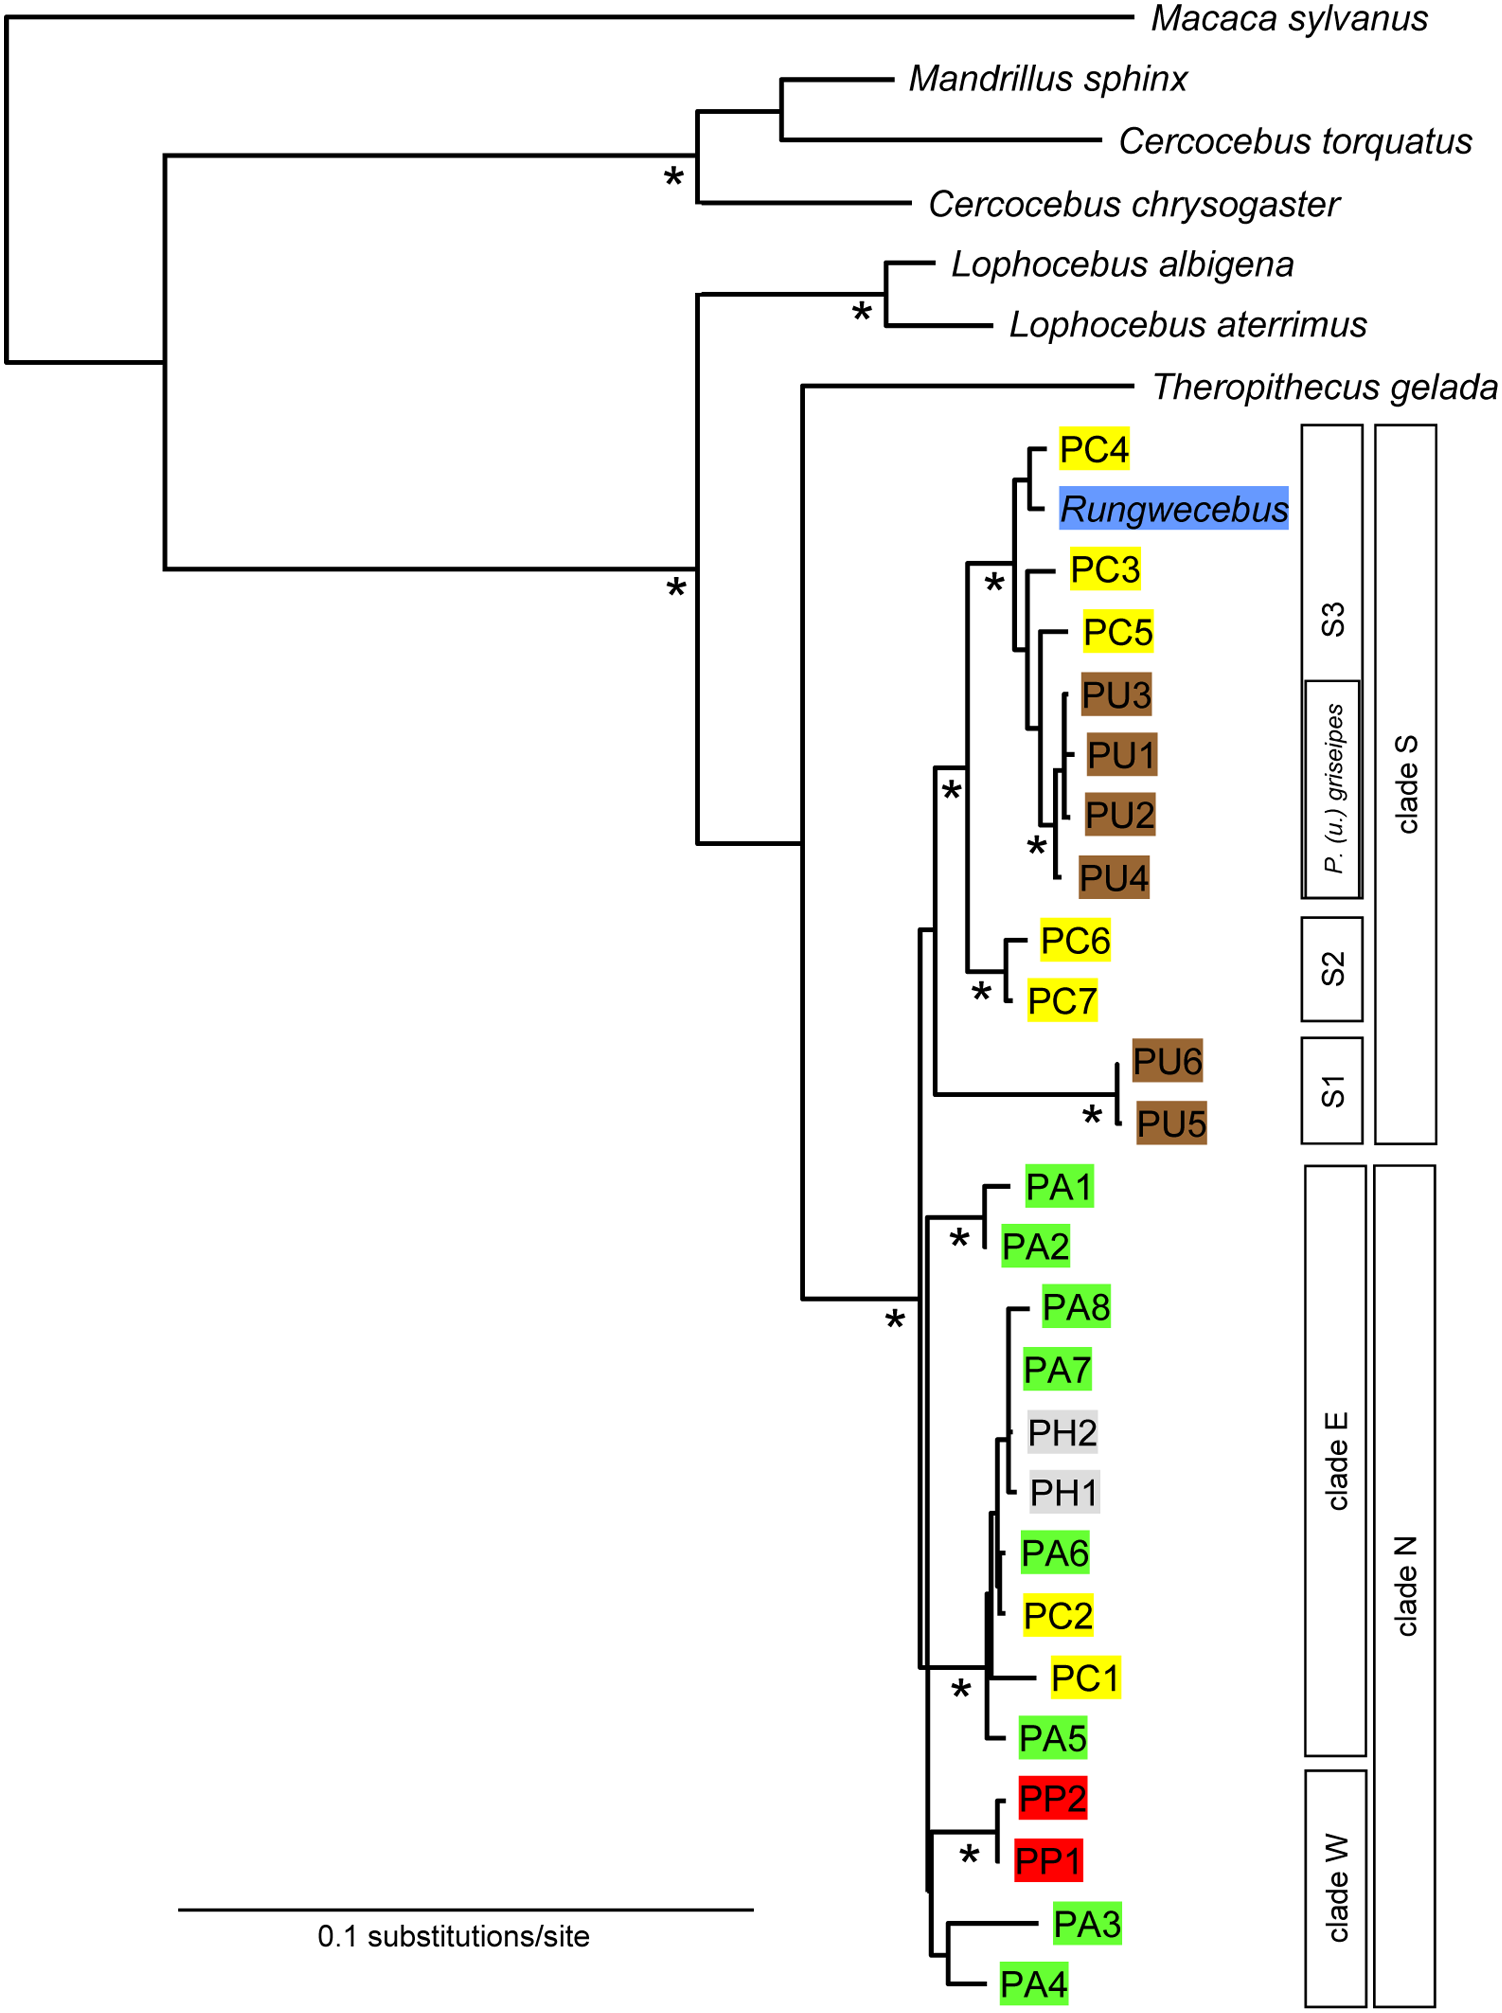 Macaca sylvanus
Mandrillus sphinx
Cercocebus torquatus
*
Cercocebus chrysogaster
Lophocebus albigena
*
Lophocebus aterrimus
Theropithecus gelada
PC4
Rungwecebus
PC3
*
*
PC5
PU3
PU1
*
PU2
*
PU4
PC6
*
PC7
PU6
*
PU5
PA1
*
PA2
PA8
*
PA7
PH2
PH1
PA6
PC2
PC1
*
PA5
PP2
*
PP1
PA3
PA4
S3
P. (u.) griseipes
S2
S1
clade S
clade E
clade W
clade N
0.1 substitutions/site